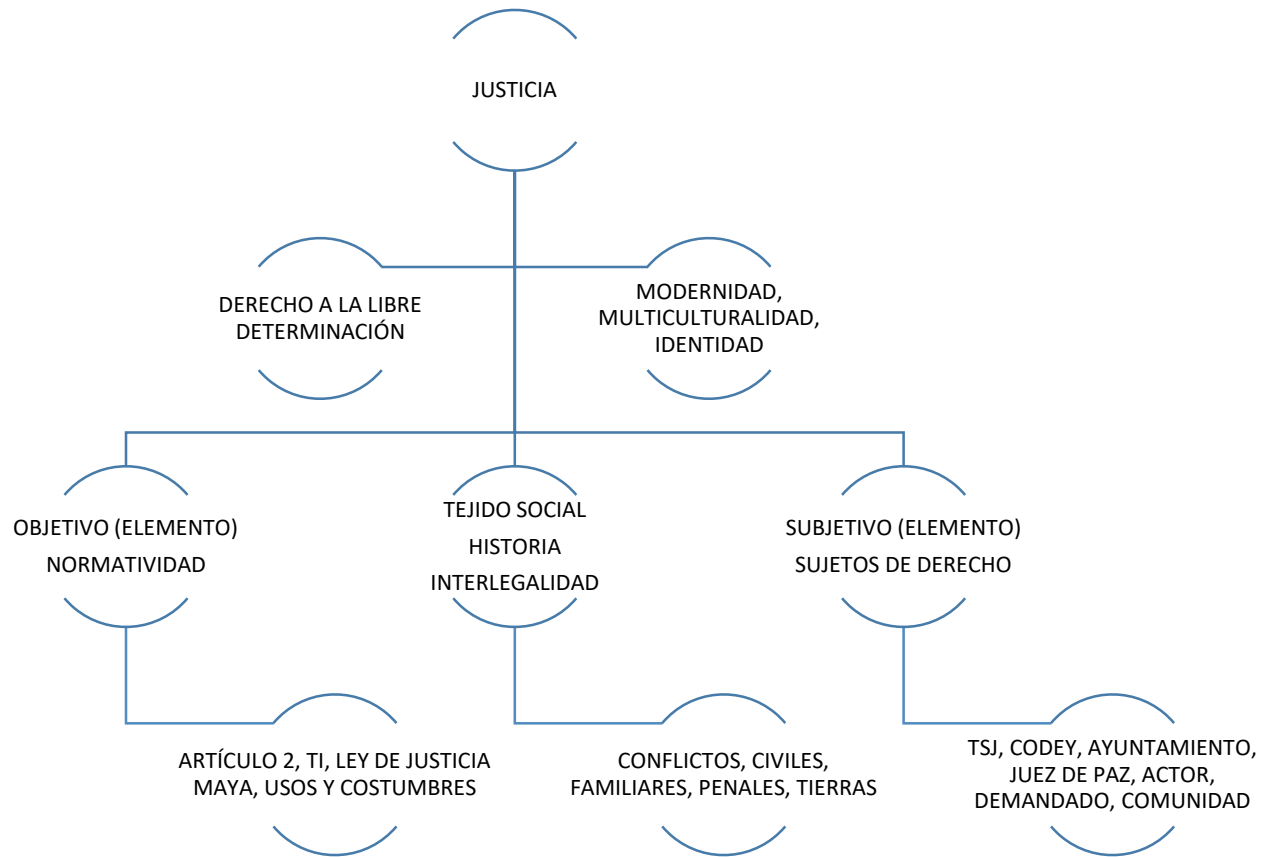 JUSTICIA
DERECHO A LA LIBRE
DETERMINACIÓN
MODERNIDAD,
MULTICULTURALIDAD,
IDENTIDAD
OBJETIVO (ELEMENTO)
NORMATIVIDAD
TEJIDO SOCIAL
HISTORIA
INTERLEGALIDAD
SUBJETIVO (ELEMENTO)
SUJETOS DE DERECHO
ARTÍCULO 2, TI, LEY DE JUSTICIA
MAYA, USOS Y COSTUMBRES
CONFLICTOS, CIVILES,
FAMILIARES, PENALES, TIERRAS
TSJ, CODEY, AYUNTAMIENTO,
JUEZ DE PAZ, ACTOR,
DEMANDADO, COMUNIDAD